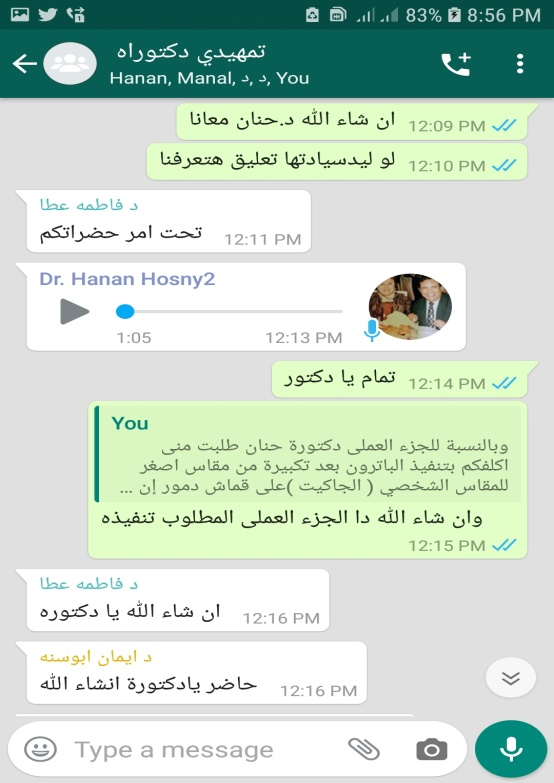 83% 8:56 PM
تمهيدي دكتوراه
Hanan, Manal, د, د, You
ان شاء الله د.حنان معانا
12:09 PM
لو ليدسيادتها تعليق هتعرفنا
12:10 PM
د فاطمه عطا
تحت امر حضراتكم
12:11 PM
Dr. Hanan Hosny2
1:05 12:13 PM
تمام يا دكتور
12:14 PM
You
وبالنسبة للجزء العملى دكتورة حنان طلبت منى
اكلفكم بتنفيذ الباترون بعد تكبيرة من مقاس اصغر
للمقاس الشخصي ( الجاكيت )على قماش دمور إن ...
وان شاء الله دا الجزء العملى المطلوب تنفيذه
12:15 PM
د فاطمه عطا
ان شاء الله يا دكتوره
12:16 PM
د ايمان ابوسنه
حاضر يادكتورة انشاء الله
12:16 PM
Type a message